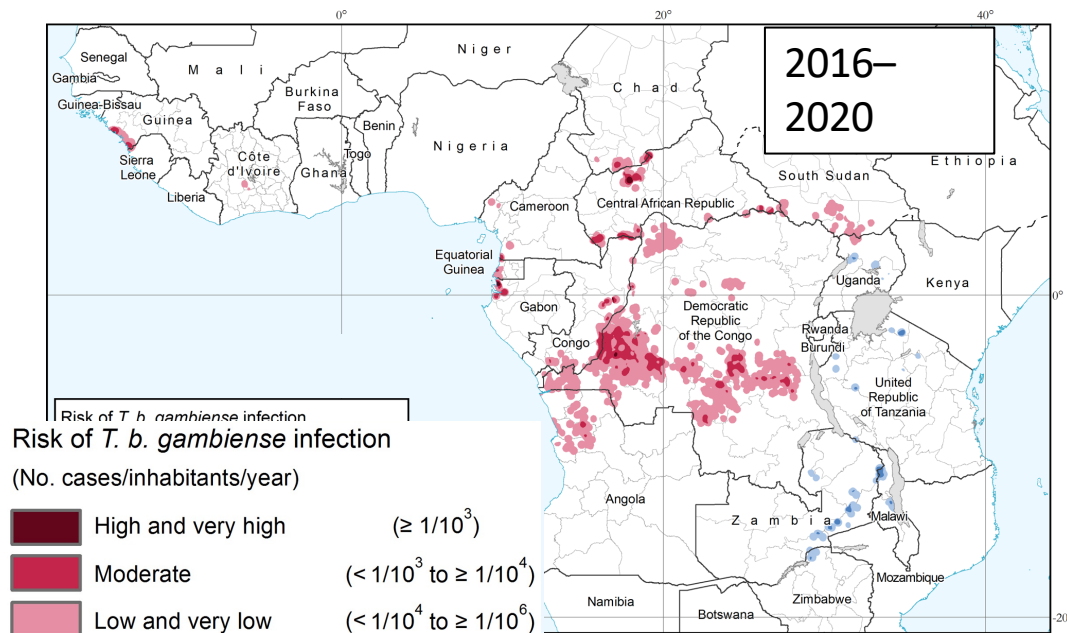 0°
20°
40°
2016–
2020
Senegal
Gambia
Guinea-Bissau
Guinea
Sierra
Leone
Liberia
M a l i
Burkina
Faso
Côte
d'Ivoire
Ghana
Togo
Benin
N i g e r
N i g e r i a
C h a d
Cameroon
Central African Republic
South Sudan
E t h i o p i a
Equatorial
Guinea
Gabon
Congo
Democratic
Republic
of the Congo
Uganda
Kenya
Rwanda
Burundi
United
Republic
of Tanzania
0°
Angola
Z a m b i a
Malawi
Mozambique
Zimbabwe
Namibia
Botswana
-20
Risk of T. b. gambiense infection
Risk of T. b. gambiense infection
(No. cases/inhabitants/year)
High and very high (≥ 1/10³)
Moderate (< 1/10³ to ≥ 1/10⁴)
Low and very low (< 1/10⁴ to ≥ 1/10⁶)